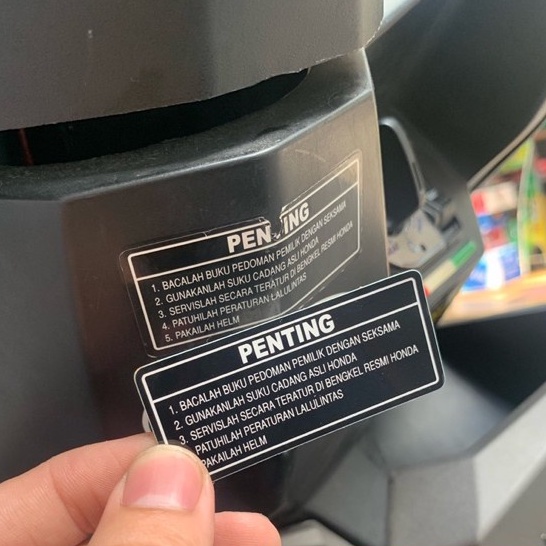 PEN ING
1. BACALAH BUKU PEDOMAN PEMILIK DENGAN SEKSAMA
2. GUNAKANLAH SUKU CADANG ASLI HONDA
3. SERVISLAH SECARA TERATUR DI BENGKEL RESMI HONDA
4. PATUHILAH PERATURAN LALULINTAS
5. PAKAILAH HELM
PENTING
1. BACALAH BUKU PEDOMAN PEMILIK DENGAN SEKSAMA
2. GUNAKANLAH SUKU CADANG ASLI HONDA
3. SERVISLAH SECARA TERATUR DI BENGKEL RESMI HONDA
PATUHILAH PERATURAN LALULINTAS
PAKAILAH HELM